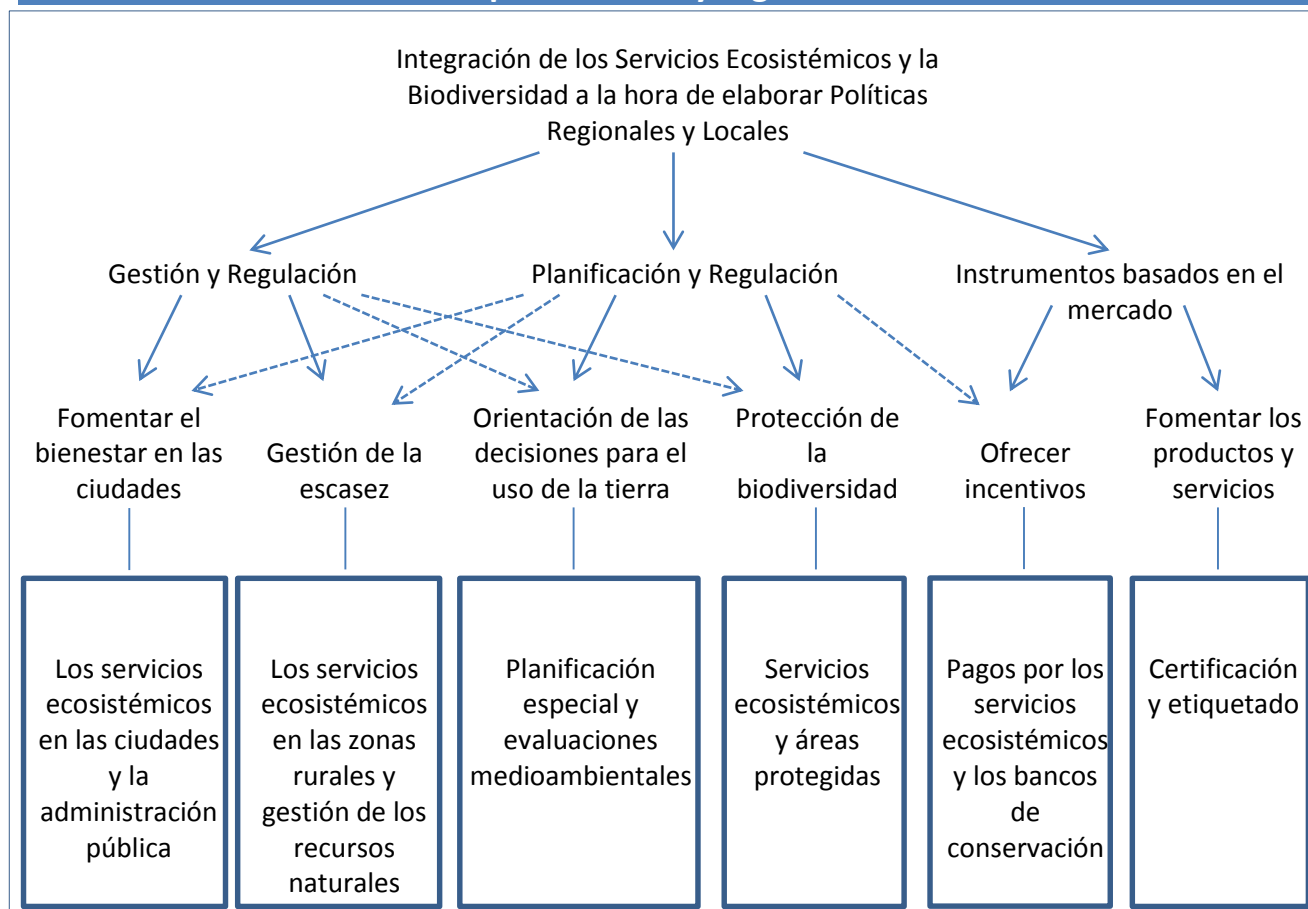 Integración de los Servicios Ecosistémicos y la
Biodiversidad a la hora de elaborar Políticas
Regionales y Locales
Gestión y Regulación
Planificación y Regulación
Instrumentos basados en el
mercado
Fomentar el
bienestar en las
ciudades
Gestión de la
escasez
Orientación de las
decisiones para el
uso de la tierra
Protección de
la
biodiversidad
Ofrecer
incentivos
Fomentar los
productos y
servicios
Los servicios
ecosistémicos
en las ciudades
y la
administración
pública
Los servicios
ecosistémicos
en las zonas
rurales y
gestión de los
recursos
naturales
Planificación
especial y
evaluaciones
medioambientales
Servicios
ecosistémicos
y áreas
protegidas
Pagos por los
servicios
ecosistémicos
y los bancos
de
conservación
Certificación
y etiquetado